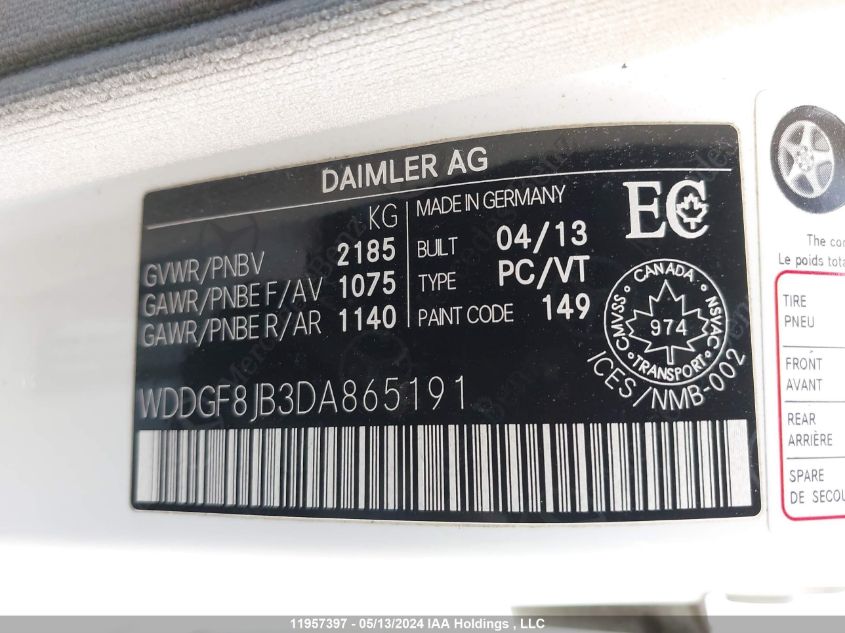 DAIMLER AG
KG
GVWR/PNBV 2185
GAWR/PNBE F/AV 1075
GAWR/PNBE R/AR 1140
MADE IN GERMANY
BUILT 04/13
TYPE PC/VT
PAINT CODE 149
EC
CANADA
CMVSS 974 NSVAC
TRANSPORT
ICES/NMB-002
WDDGF8JB3DA865191
The
Le poids
TIRE
PNEU
FRONT
AVANT
REAR
ARRIÈRE
SPARE
DE
11957397 - 05/13/2024 IAA Holdings , LLC